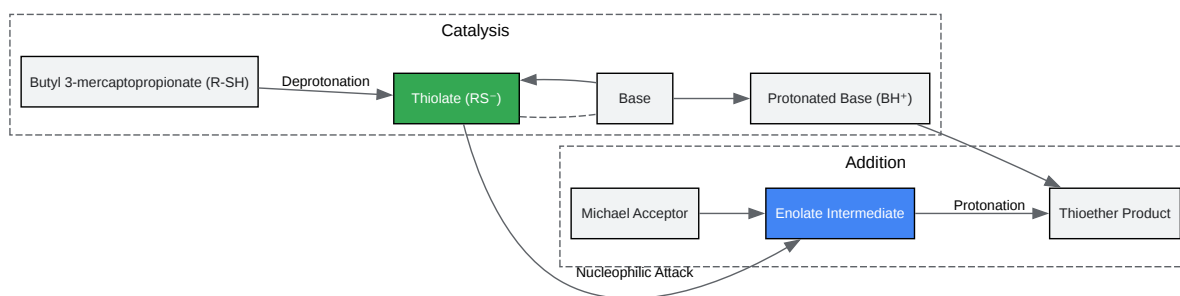 Catalysis
Butyl 3-mercaptopropionate (R-SH)
Deprotonation
Thiolate (RS⁻)
Base
Protonated Base (BH⁺)
Addition
Michael Acceptor
Enolate Intermediate
Protonation
Thioether Product
Nucleophilic Attack